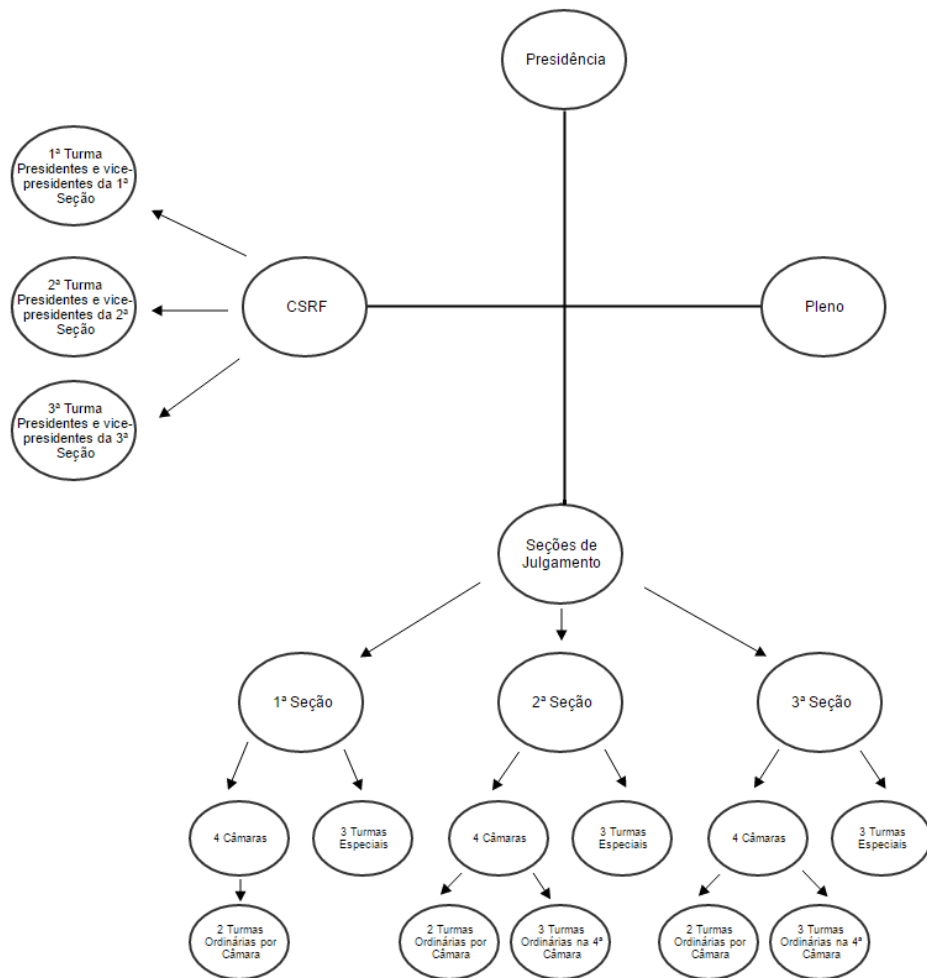 Presidência
1ª Turma
Presidentes e vice-
presidentes da 1ª
Seção
2ª Turma
Presidentes e vice-
presidentes da 2ª
Seção
3ª Turma
Presidentes e vice-
presidentes da 3ª
Seção
CSRF
Pleno
Seções de
Julgamento
1ª Seção
2ª Seção
3ª Seção
4 Câmaras
3 Turmas
Especiais
4 Câmaras
3 Turmas
Especiais
4 Câmaras
3 Turmas
Especiais
2 Turmas
Ordinárias por
Câmara
2 Turmas
Ordinárias por
Câmara
3 Turmas
Ordinárias na 4ª
Câmara
2 Turmas
Ordinárias por
Câmara
3 Turmas
Ordinárias na 4ª
Câmara